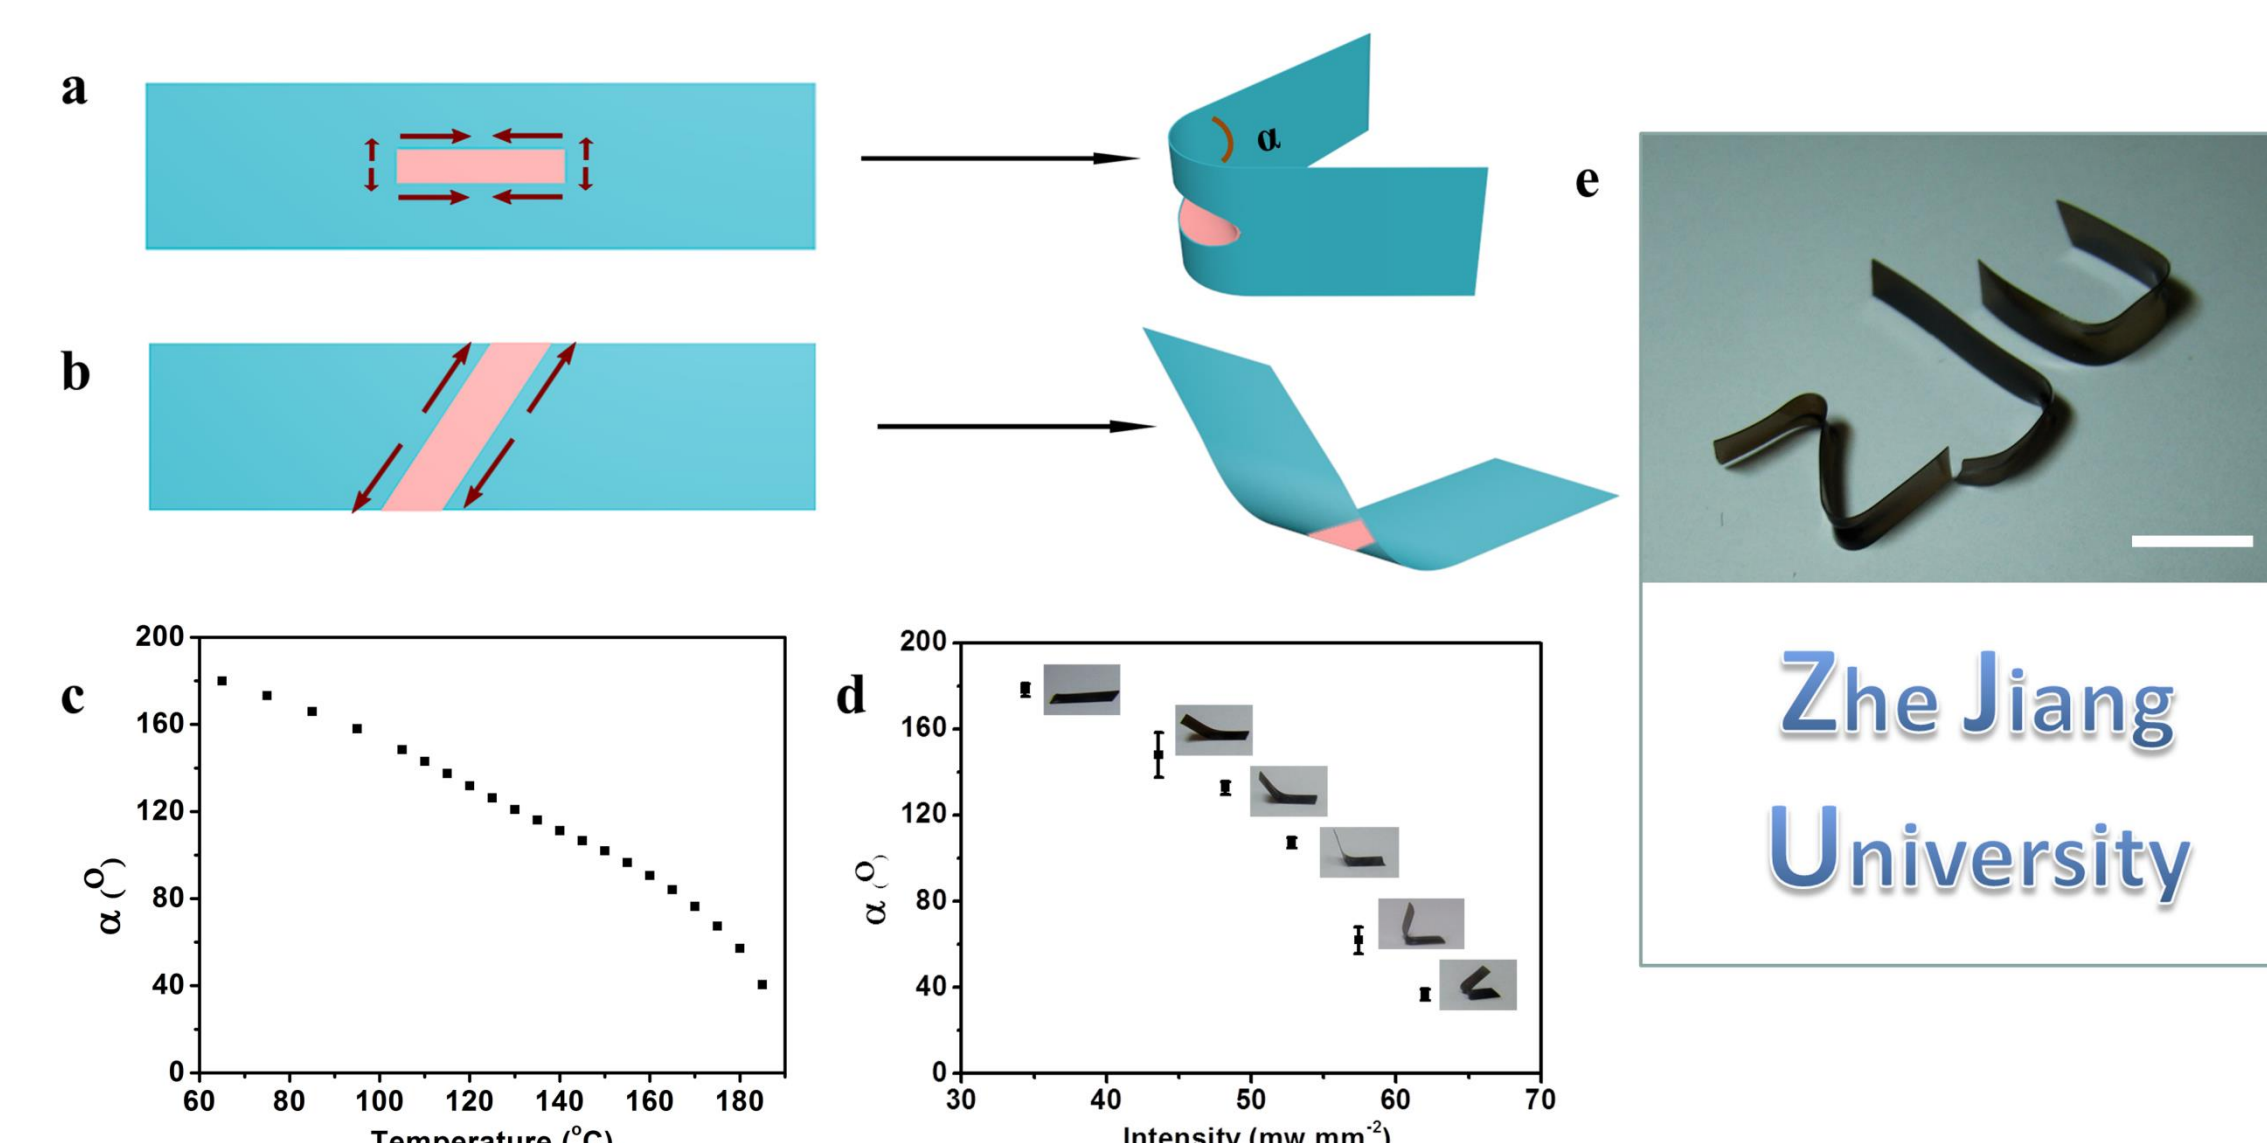 a
α
b
e
c
200
160
120
80
40
0
α (O)
60 80 100 120 140 160 180
Temperature (°C)
d
200
160
120
80
40
0
α (O)
30 40 50 60 70
Intensity (mw mm⁻²)
Zhe Jiang
University